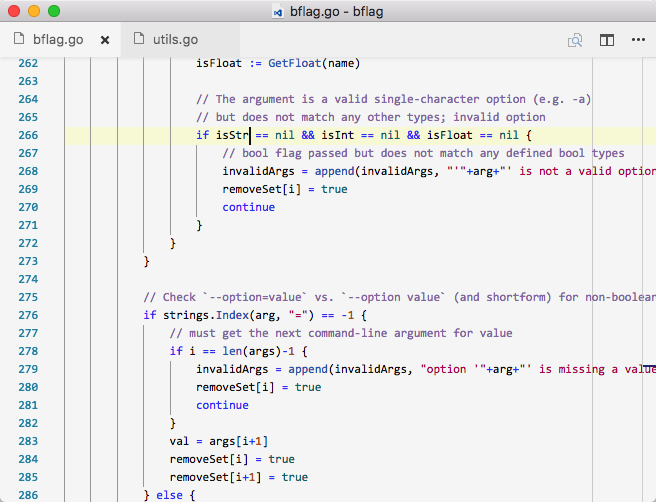 bflag.go - bflag
bflag.go × utils.go
262 isFloat := GetFloat(name)
263
264 // The argument is a valid single-character option (e.g. -a)
265 // but does not match any other types; invalid option
266 if isStr == nil && isInt == nil && isFloat == nil {
267 // bool flag passed but does not match any defined bool types
268 invalidArgs = append(invalidArgs, "'"+arg+"' is not a valid option
269 removeSet[i] = true
270 continue
271 }
272 }
273 }
274
275 // Check `--option=value` vs. `--option value` (and shortform) for non-boolean
276 if strings.Index(arg, "=") == -1 {
277 // must get the next command-line argument for value
278 if i == len(args)-1 {
279 invalidArgs = append(invalidArgs, "option '"+arg+"' is missing a value
280 removeSet[i] = true
281 continue
282 }
283 val = args[i+1]
284 removeSet[i] = true
285 removeSet[i+1] = true
286 } else {